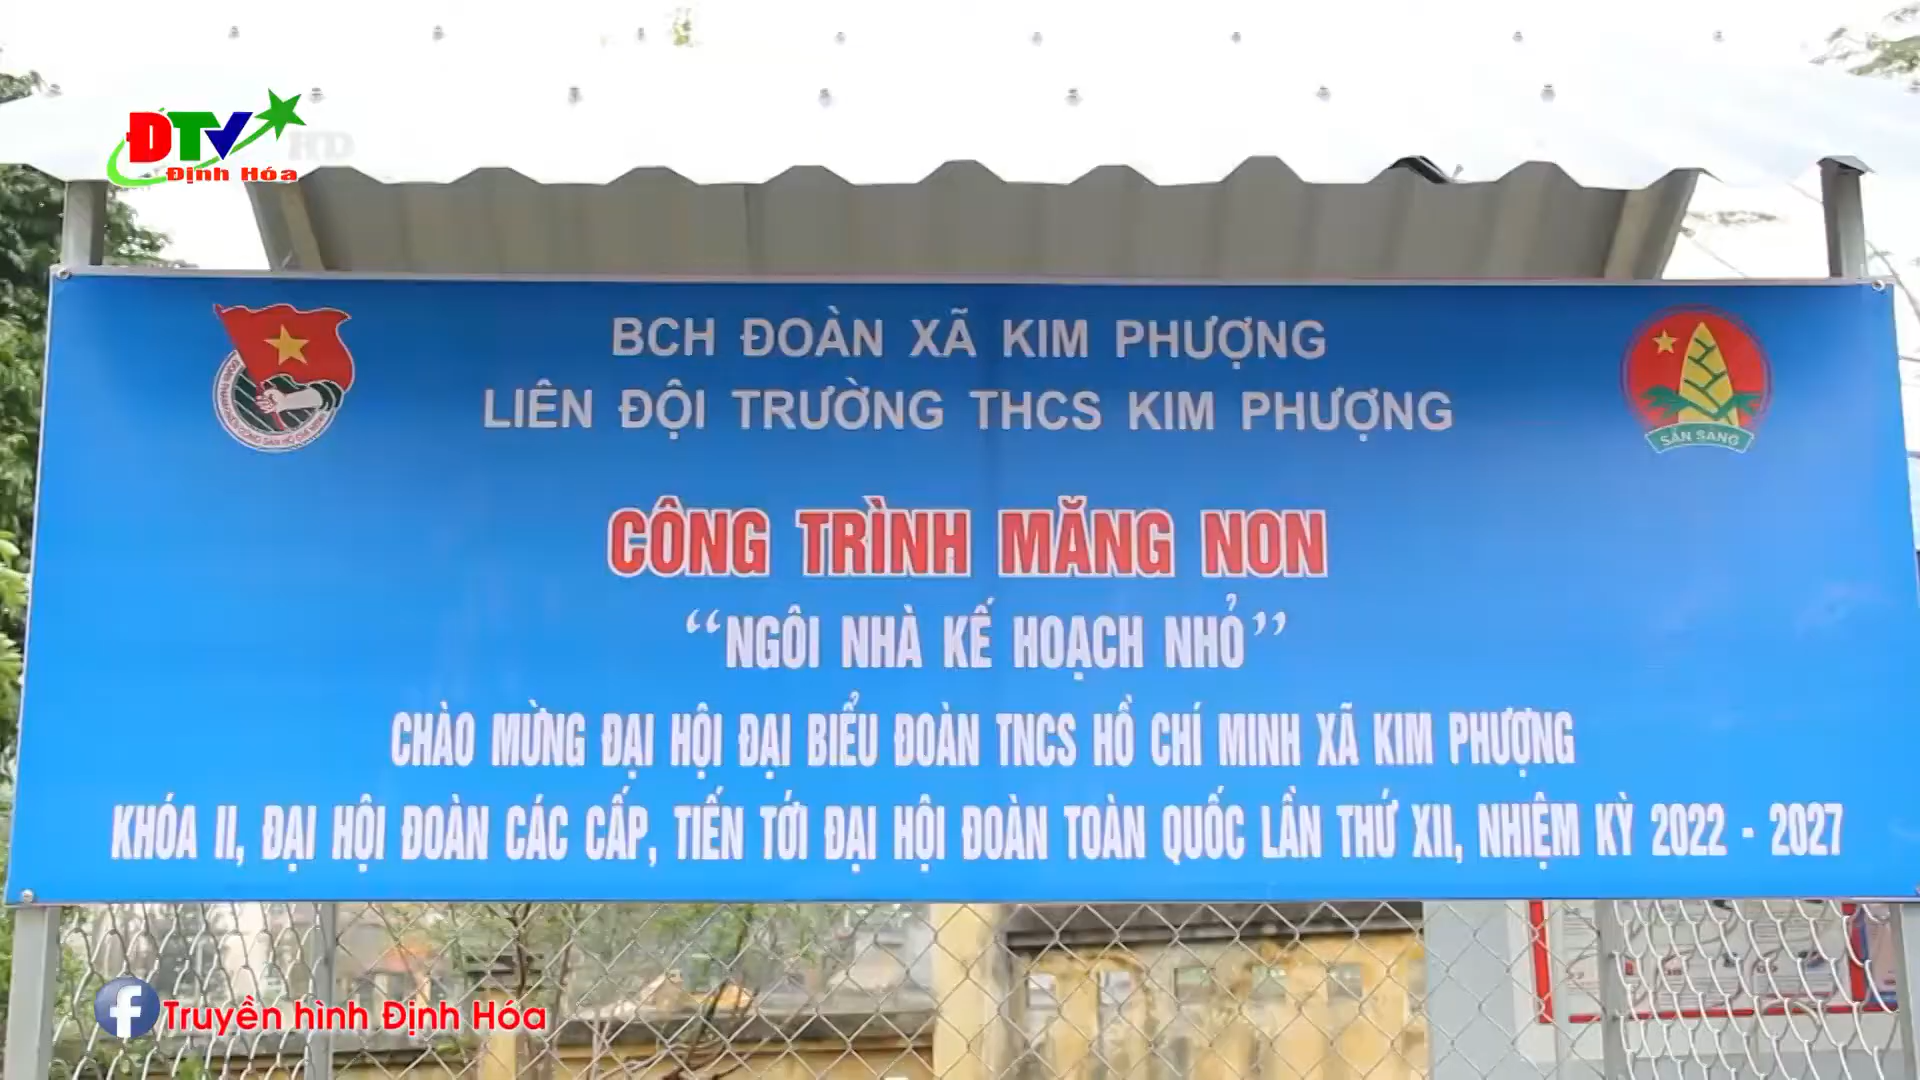 ĐTV
HD
Định Hóa
BCH ĐOÀN XÃ KIM PHƯỢNG
LIÊN ĐỘI TRƯỜNG THCS KIM PHƯỢNG
SẴN SÀNG
CÔNG TRÌNH MĂNG NON
“NGÔI NHÀ KẾ HOẠCH NHỎ”
CHÀO MỪNG ĐẠI HỘI ĐẠI BIỂU ĐOÀN TNCS HỒ CHÍ MINH XÃ KIM PHƯỢNG
KHÓA II, ĐẠI HỘI ĐOÀN CÁC CẤP, TIẾN TỚI ĐẠI HỘI ĐOÀN TOÀN QUỐC LẦN THỨ XII, NHIỆM KỲ 2022 - 2027
f Truyền hình Định Hóa